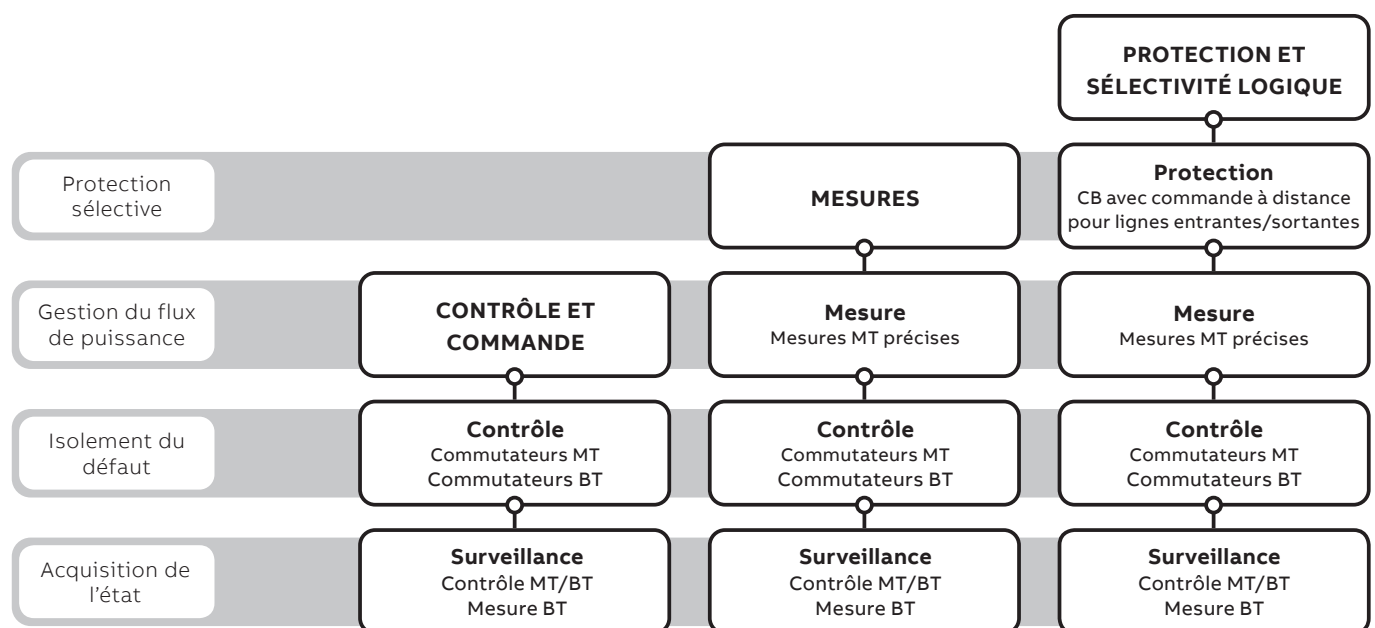 PROTECTION ET
SÉLECTIVITÉ LOGIQUE
Protection
sélective
MESURES
Protection
CB avec commande à distance
pour lignes entrantes/sortantes
Gestion du flux
de puissance
CONTRÔLE ET
COMMANDE
Mesure
Mesures MT précises
Mesure
Mesures MT précises
Isolement du
défaut
Contrôle
Commutateurs MT
Commutateurs BT
Contrôle
Commutateurs MT
Commutateurs BT
Contrôle
Commutateurs MT
Commutateurs BT
Acquisition de
l'état
Surveillance
Contrôle MT/BT
Mesure BT
Surveillance
Contrôle MT/BT
Mesure BT
Surveillance
Contrôle MT/BT
Mesure BT